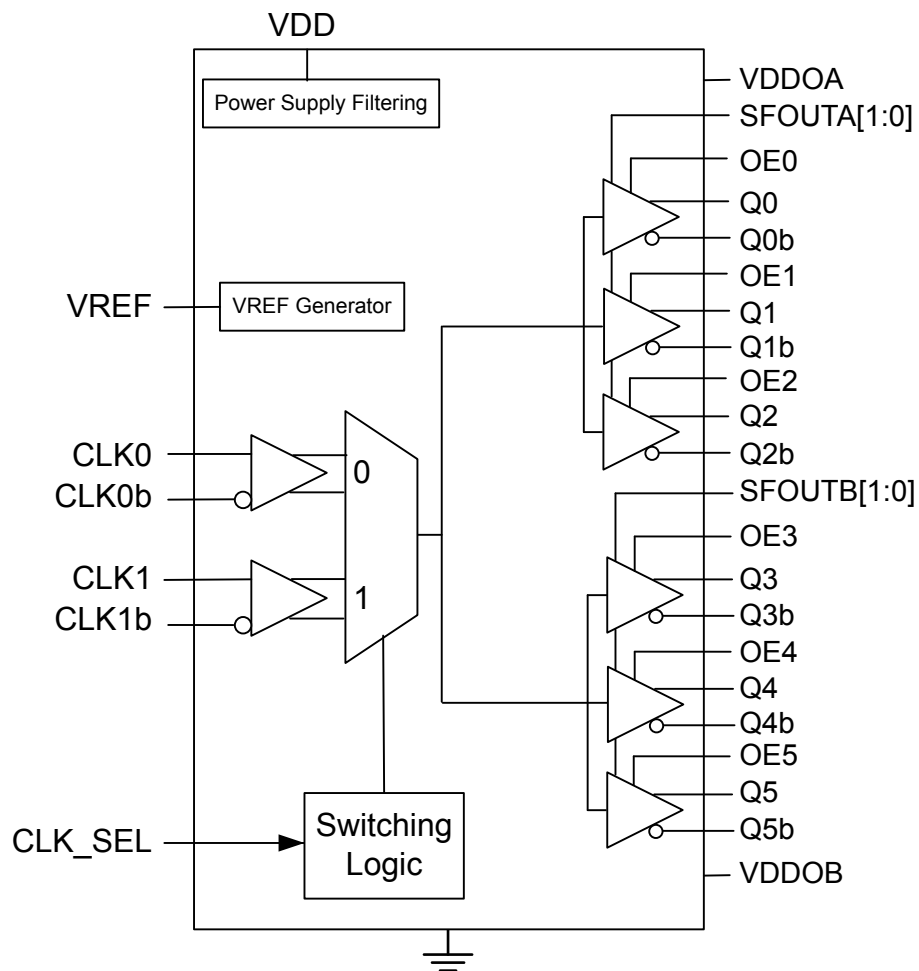 VDD
Power Supply Filtering
VREF
VREF Generator
CLK0
CLK0b
CLK1
CLK1b
0
1
CLK_SEL
Switching
Logic
VDDOA
SFOUTA[1:0]
OE0
Q0
Q0b
OE1
Q1
Q1b
OE2
Q2
Q2b
SFOUTB[1:0]
OE3
Q3
Q3b
OE4
Q4
Q4b
OE5
Q5
Q5b
VDDOB